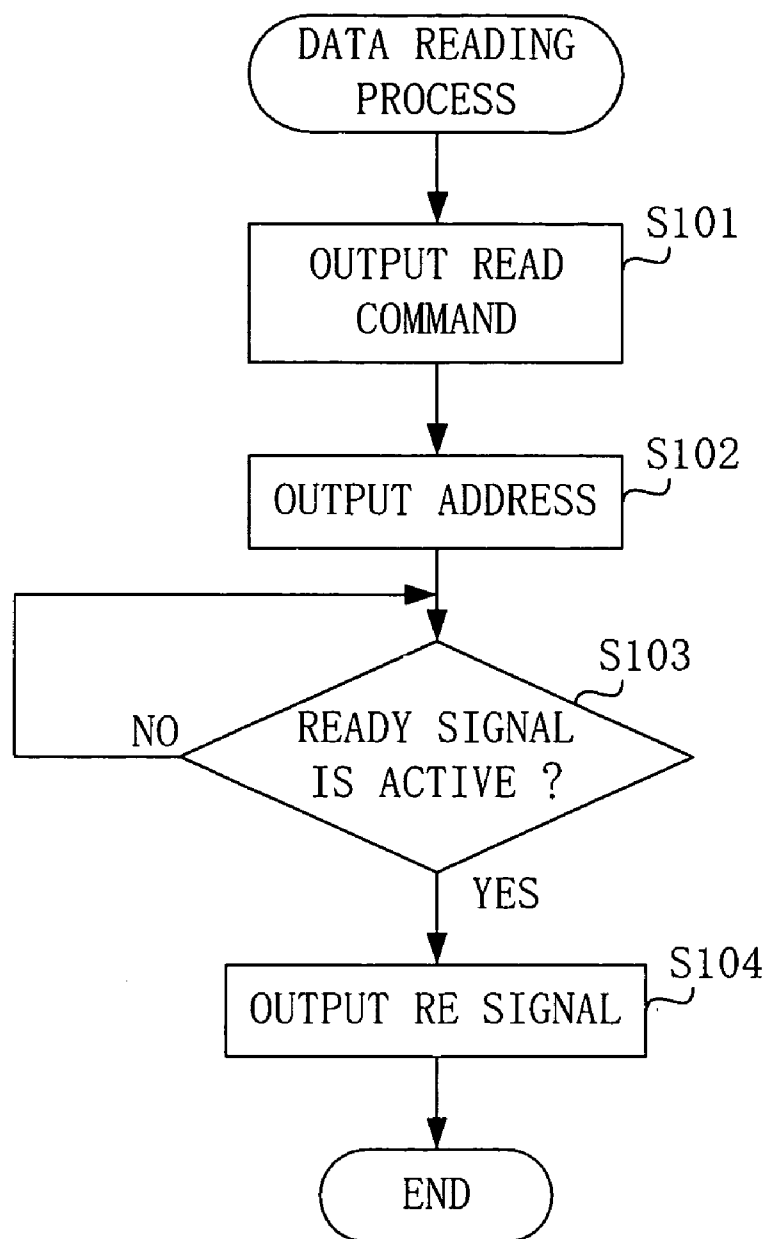 DATA READING
PROCESS
S101
OUTPUT READ
COMMAND
S102
OUTPUT ADDRESS
S103
READY SIGNAL
IS ACTIVE ?
NO
YES
S104
OUTPUT RE SIGNAL
END